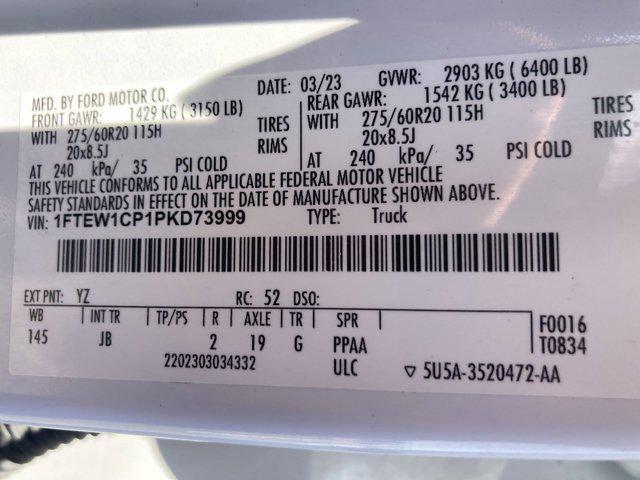 MFD. BY FORD MOTOR CO.
DATE: 03/23 GVWR: 2903 KG ( 6400 LB)
FRONT GAWR: 1429 KG ( 3150 LB)
REAR GAWR: 1542 KG ( 3400 LB)
WITH 275/60R20 115H TIRES
20x8.5J RIMS
WITH 275/60R20 115H TIRES
20x8.5J RIMS
AT 240 kPa/ 35 PSI COLD
AT 240 kPa/ 35 PSI COLD
THIS VEHICLE CONFORMS TO ALL APPLICABLE FEDERAL MOTOR VEHICLE
SAFETY STANDARDS IN EFFECT ON THE DATE OF MANUFACTURE SHOWN ABOVE.
VIN: 1FTEW1CP1PKD73999 TYPE: Truck
EXT PNT: YZ RC: 52 DSO:
WB INT TR TP/PS R AXLE TR SPR
145 JB 2 19 G PPAA
2202303034332 ULC
F0016
T0834
▽ 5U5A-3520472-AA